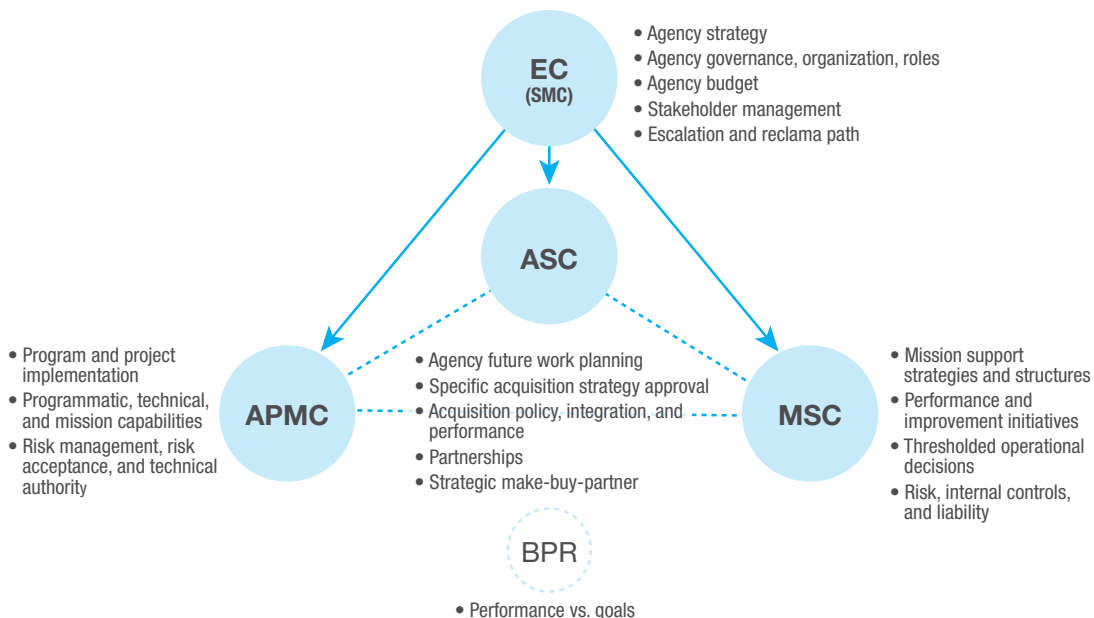 EC
(SMC)
• Agency strategy
• Agency governance, organization, roles
• Agency budget
• Stakeholder management
• Escalation and reclama path
ASC
• Program and project
implementation
• Programmatic, technical,
and mission capabilities
• Risk management, risk
acceptance, and technical
authority
APMC
• Agency future work planning
• Specific acquisition strategy approval
• Acquisition policy, integration, and
performance
• Partnerships
• Strategic make-buy-partner
MSC
• Mission support
strategies and structures
• Performance and
improvement initiatives
• Thresholded operational
decisions
• Risk, internal controls,
and liability
BPR
• Performance vs. goals